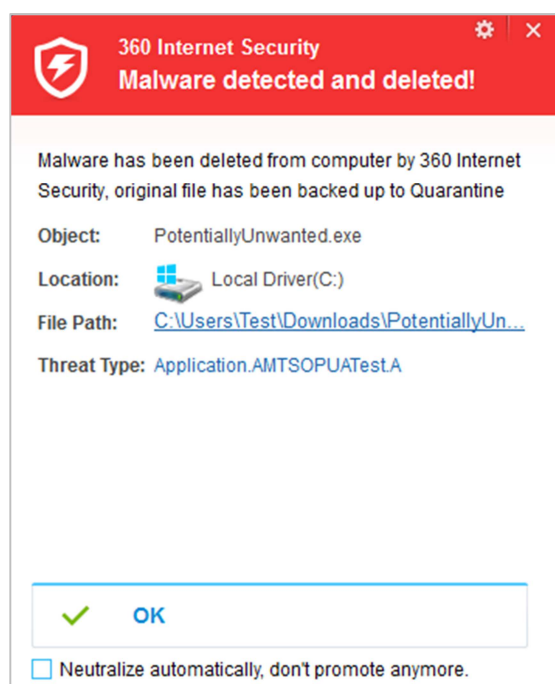 360 Internet Security
Malware detected and deleted!
Malware has been deleted from computer by 360 Internet
Security, original file has been backed up to Quarantine
Object: PotentiallyUnwanted.exe
Location: Local Driver(C:)
File Path: C:\Users\Test\Downloads\PotentiallyUn...
Threat Type: Application.AMTSOPUATest.A
OK
Neutralize automatically, don't promote anymore.